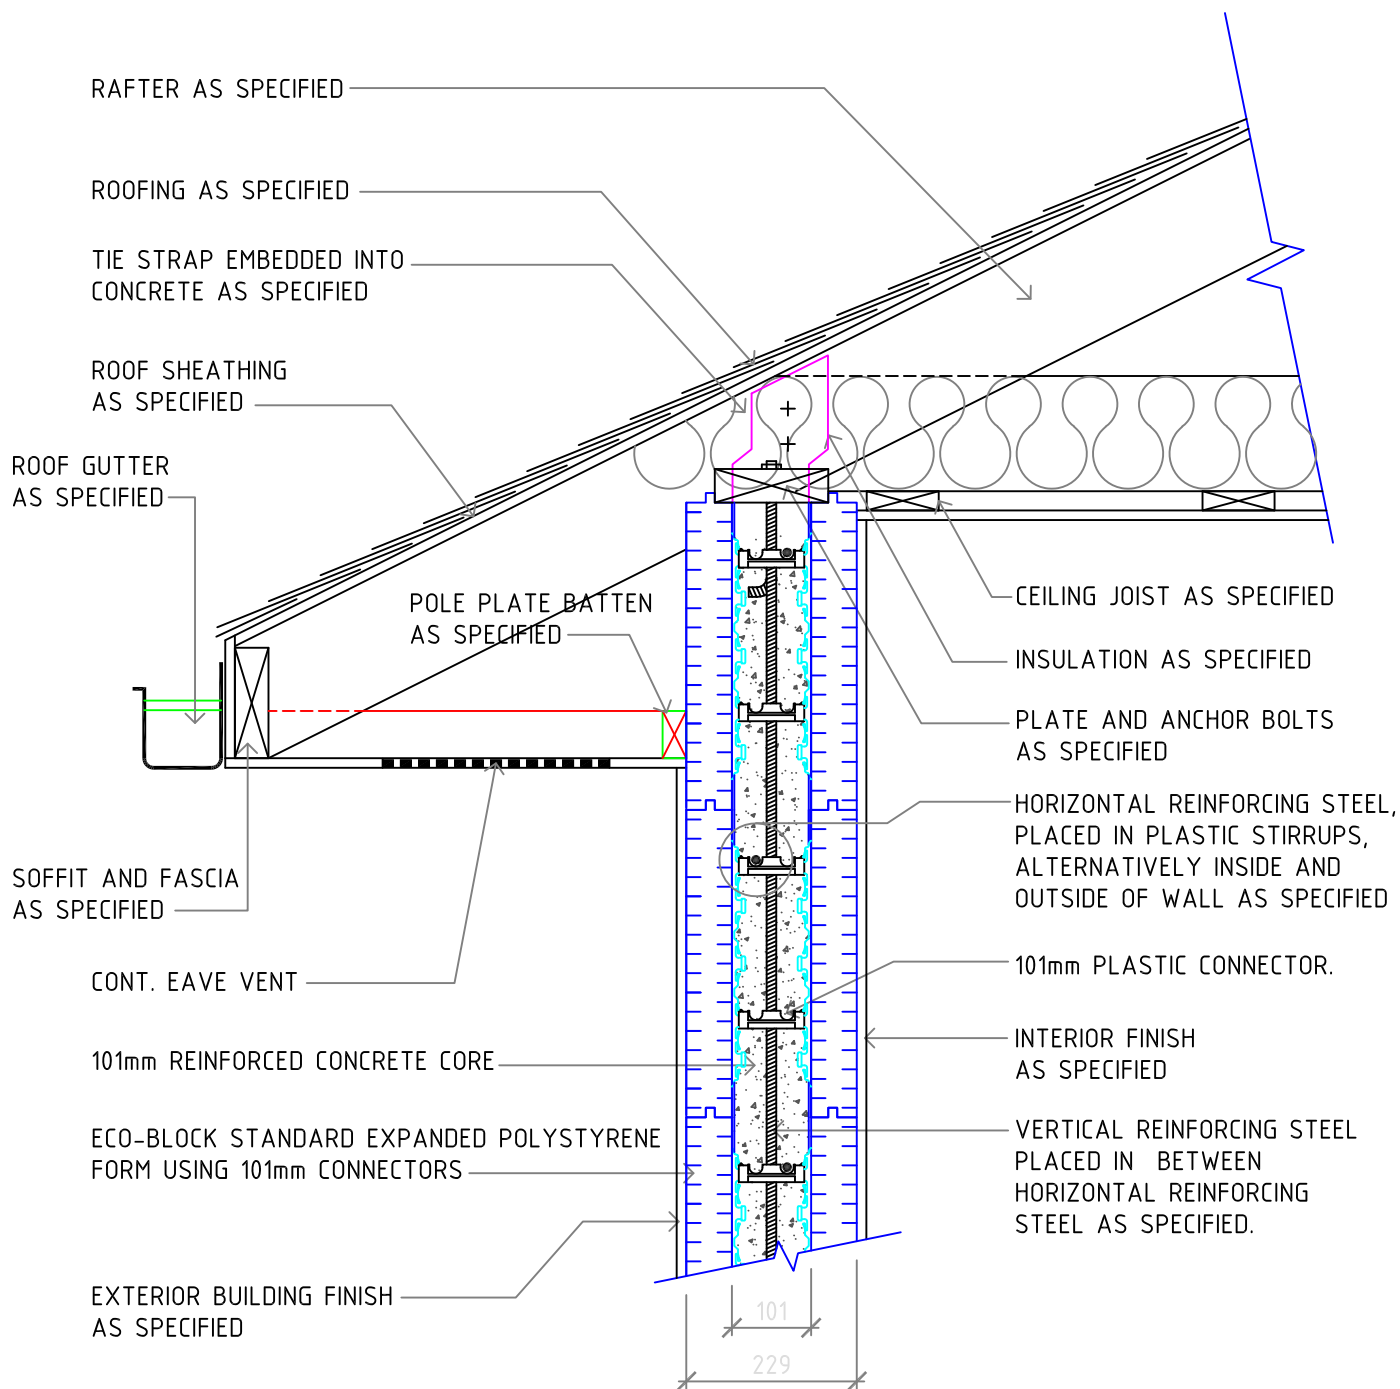 RAFTER AS SPECIFIED
ROOFING AS SPECIFIED
TIE STRAP EMBEDDED INTO
CONCRETE AS SPECIFIED
ROOF SHEATHING
AS SPECIFIED
ROOF GUTTER
AS SPECIFIED
POLE PLATE BATTEN
AS SPECIFIED
SOFFIT AND FASCIA
AS SPECIFIED
CONT. EAVE VENT
101mm REINFORCED CONCRETE CORE
ECO-BLOCK STANDARD EXPANDED POLYSTYRENE
FORM USING 101mm CONNECTORS
EXTERIOR BUILDING FINISH
AS SPECIFIED
CEILING JOIST AS SPECIFIED
INSULATION AS SPECIFIED
PLATE AND ANCHOR BOLTS
AS SPECIFIED
HORIZONTAL REINFORCING STEEL,
PLACED IN PLASTIC STIRRUPS,
ALTERNATIVELY INSIDE AND
OUTSIDE OF WALL AS SPECIFIED
101mm PLASTIC CONNECTOR.
INTERIOR FINISH
AS SPECIFIED
VERTICAL REINFORCING STEEL
PLACED IN BETWEEN
HORIZONTAL REINFORCING
STEEL AS SPECIFIED.
101
229